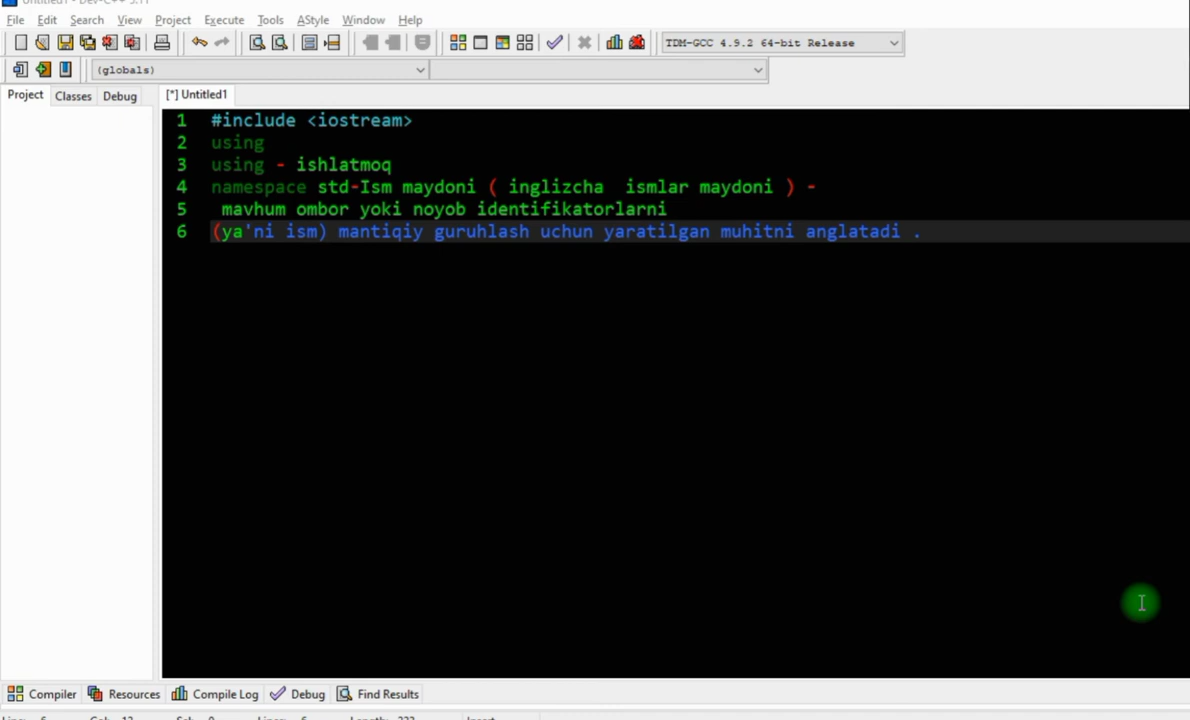 Untitled1 - Dev-C++ 5.11
File Edit Search View Project Execute Tools AStyle Window Help
TDM-GCC 4.9.2 64-bit Release
(globals)
Project Classes Debug [*] Untitled1
1 #include <iostream>
2 using
3 using - ishlatmoq
4 namespace std-Ism maydoni ( inglizcha ismlar maydoni ) -
5 mavhum ombor yoki noyob identifikatorlarni
6 (ya'ni ism) mantiqiy guruhlash uchun yaratilgan muhitni anglatadi .
Compiler Resources Compile Log Debug Find Results